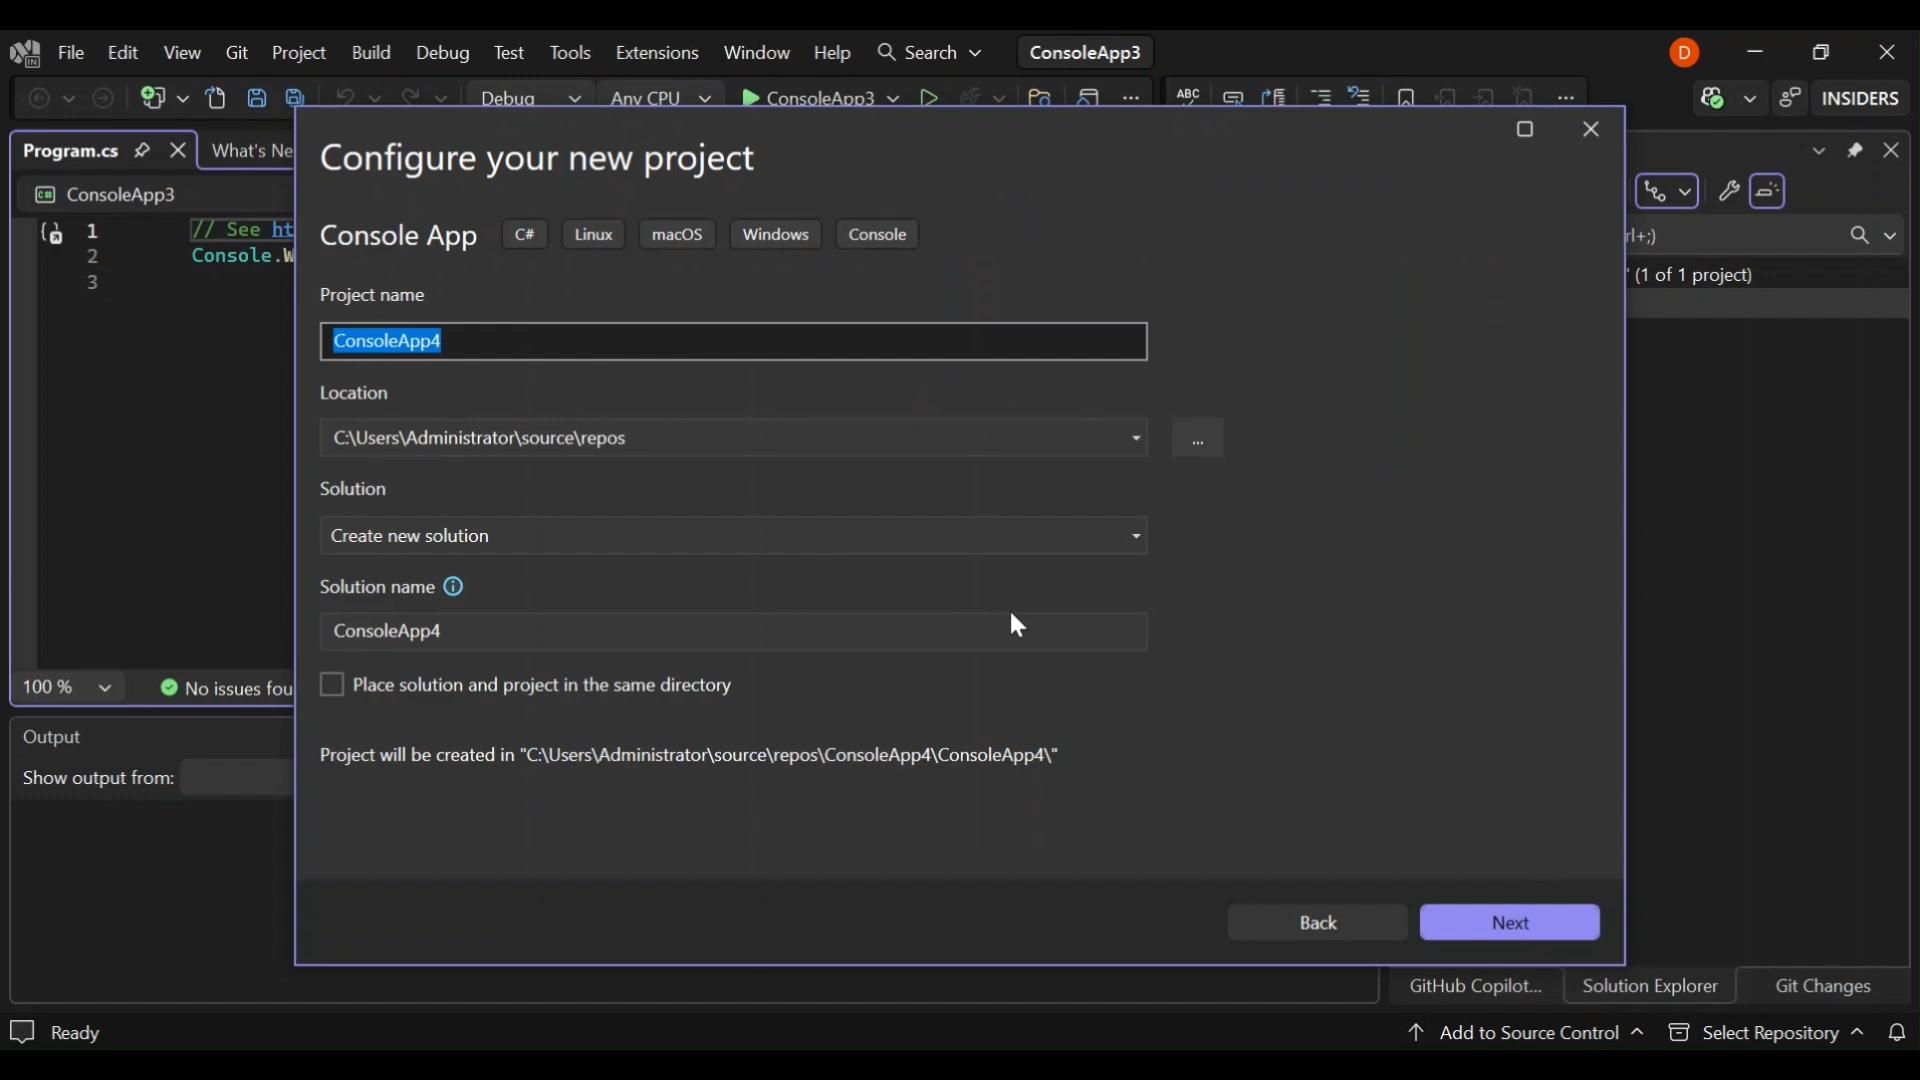 File Edit View Git Project Build Debug Test Tools Extensions Window Help Search ConsoleApp3 D
Debug Any CPU ConsoleApp3 ABC INSIDERS
Program.cs What's Ne
ConsoleApp3
1 // See ht
2 Console.W
3
100 % No issues fou
Output
Show output from:
Configure your new project
Console App C# Linux macOS Windows Console
Project name
ConsoleApp4
Location
C:\Users\Administrator\source\repos ...
Solution
Create new solution
Solution name
ConsoleApp4
Place solution and project in the same directory
Project will be created in "C:\Users\Administrator\source\repos\ConsoleApp4\ConsoleApp4\"
Back Next
rl+;)
' (1 of 1 project)
GitHub Copilot... Solution Explorer Git Changes
Ready Add to Source Control Select Repository